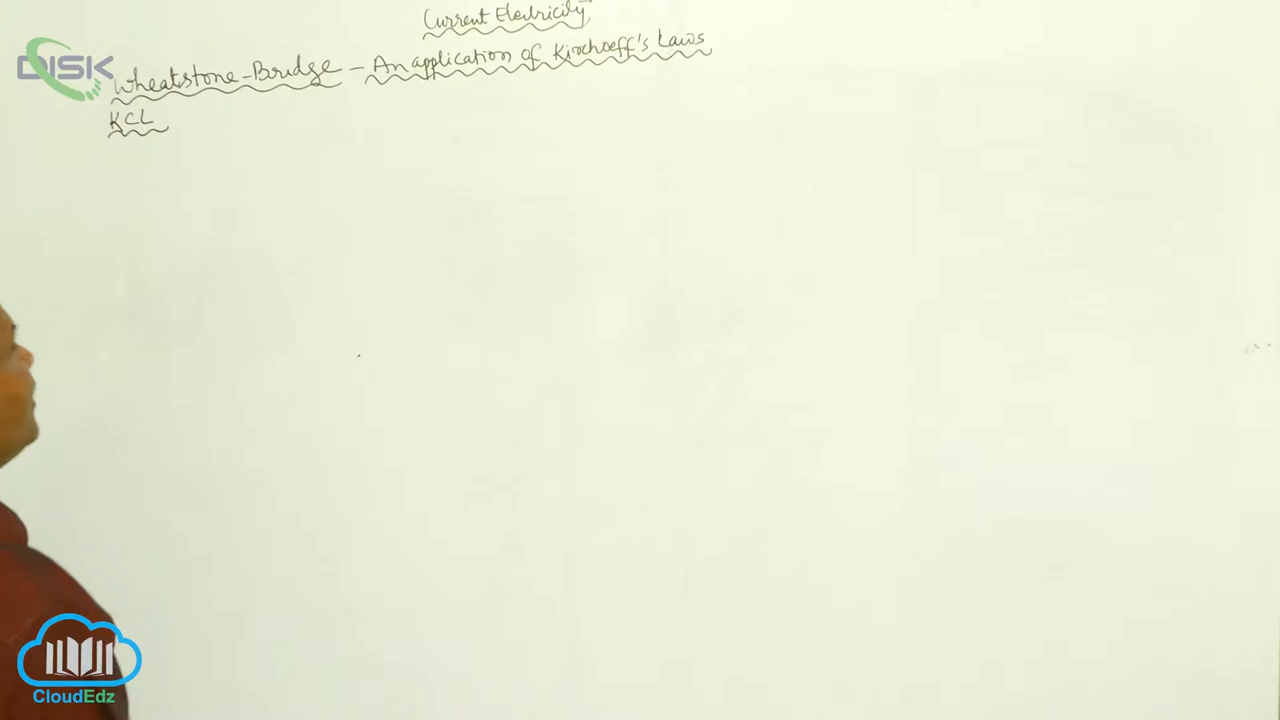 Current Electricity
DISK
Wheatstone-Bridge - An application of Kirchoeff's Laws
KCL
CloudEdz